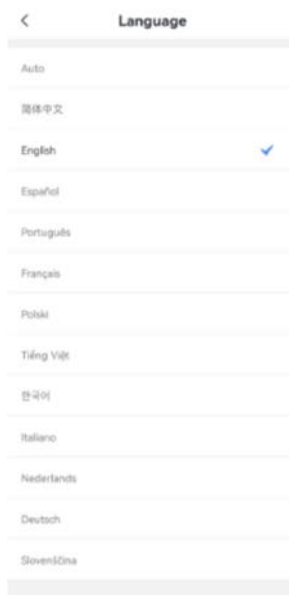 Language
Auto
简体中文
English
Español
Português
Français
Polski
Tiếng Việt
한국어
Italiano
Nederlands
Deutsch
Slovenščina